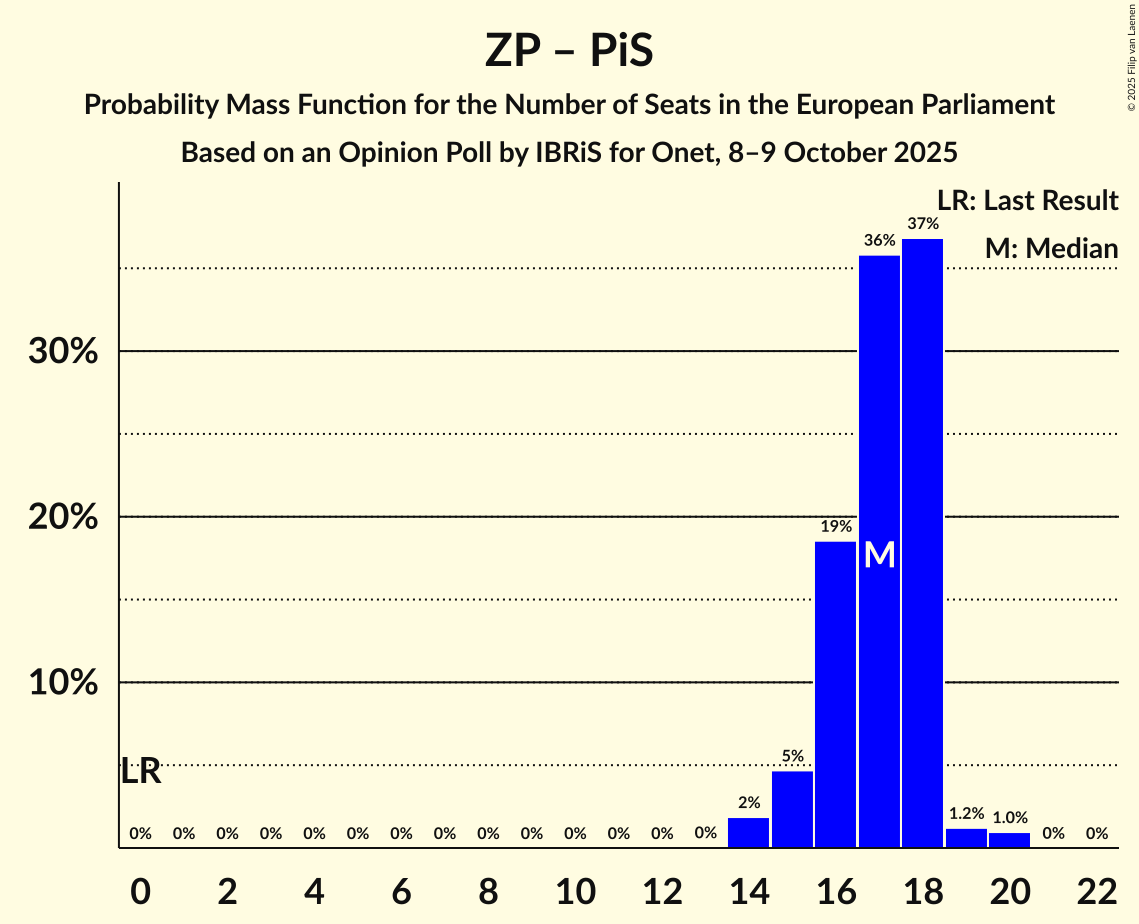 ZP – PiS
Probability Mass Function for the Number of Seats in the European Parliament
Based on an Opinion Poll by IBRiS for Onet, 8–9 October 2025
© 2025 Filip van Laenen
LR: Last Result
M: Median
30%
20%
10%
LR
M
0% 0% 0% 0% 0% 0% 0% 0% 0% 0% 0% 0% 0% 0% 2% 5% 19% 36% 37% 1.2% 1.0% 0% 0%
0 2 4 6 8 10 12 14 16 18 20 22